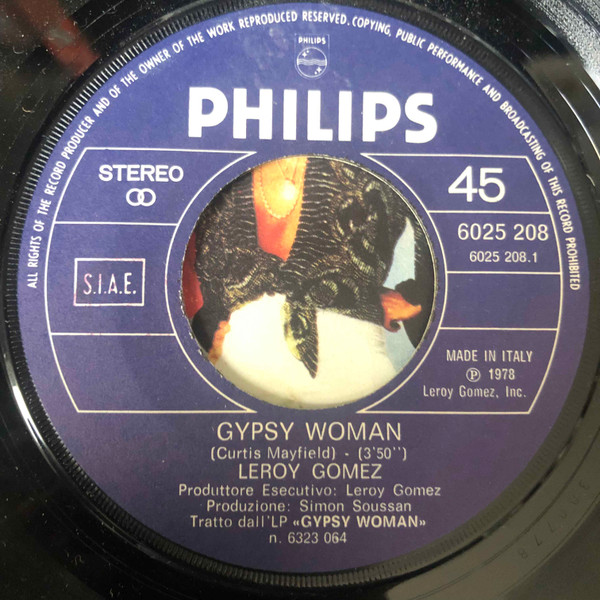 ALL RIGHTS OF THE RECORD PRODUCER AND OF THE OWNER OF THE WORK REPRODUCED RESERVED. COPYING, PUBLIC PERFORMANCE AND BROADCASTING OF THIS RECORD PROHIBITED
PHILIPS
PHILIPS
STEREO
45
6025 208
6025 208.1
S.I.A.E.
MADE IN ITALY
℗ 1978
Leroy Gomez, Inc.
GYPSY WOMAN
(Curtis Mayfield) - (3'50'')
LEROY GOMEZ
Produttore Esecutivo: Leroy Gomez
Produzione: Simon Soussan
Tratto dall'LP «GYPSY WOMAN»
n. 6323 064